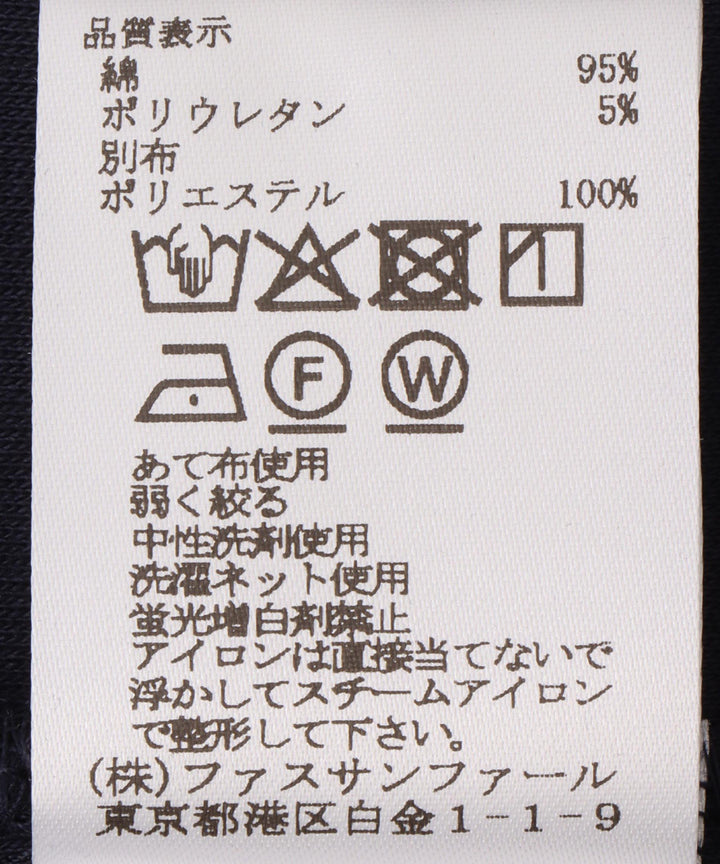 品質表示
綿 95%
ポリウレタン 5%
別布
ポリエステル 100%
F W
あて布使用
弱く絞る
中性洗剤使用
洗濯ネット使用
蛍光増白剤禁止
アイロンは直接当てないで
浮かしてスチームアイロン
で整形して下さい。
(株)ファスサンファール
東京都港区白金1-1-9